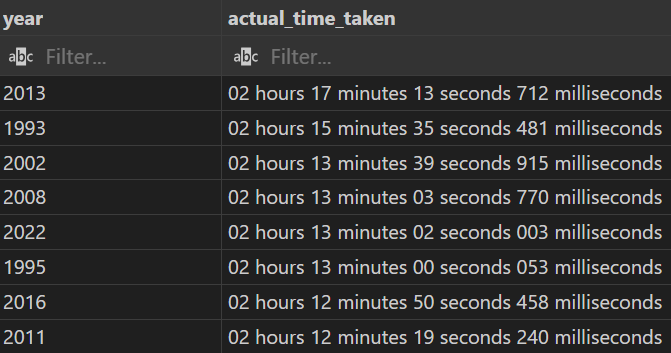 year actual_time_taken
abc Filter... abc Filter...
2013 02 hours 17 minutes 13 seconds 712 milliseconds
1993 02 hours 15 minutes 35 seconds 481 milliseconds
2002 02 hours 13 minutes 39 seconds 915 milliseconds
2008 02 hours 13 minutes 03 seconds 770 milliseconds
2022 02 hours 13 minutes 02 seconds 003 milliseconds
1995 02 hours 13 minutes 00 seconds 053 milliseconds
2016 02 hours 12 minutes 50 seconds 458 milliseconds
2011 02 hours 12 minutes 19 seconds 240 milliseconds